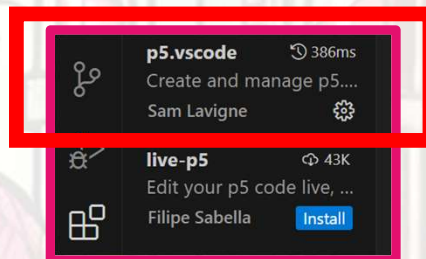 p5.vscode 386ms
Create and manage p5....
Sam Lavigne
live-p5 43K
Edit your p5 code live, ...
Filipe Sabella Install